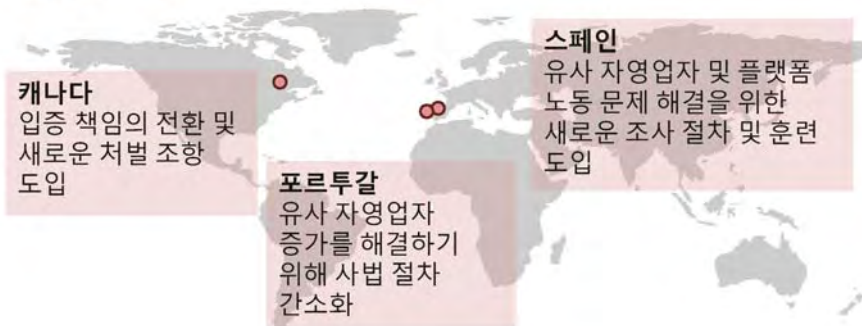 캐나다
입증 책임의 전환 및
새로운 처벌 조항
도입
포르투갈
유사 자영업자
증가를 해결하기
위해 사법 절차
간소화
스페인
유사 자영업자 및 플랫폼
노동 문제 해결을 위한
새로운 조사 절차 및 훈련
도입